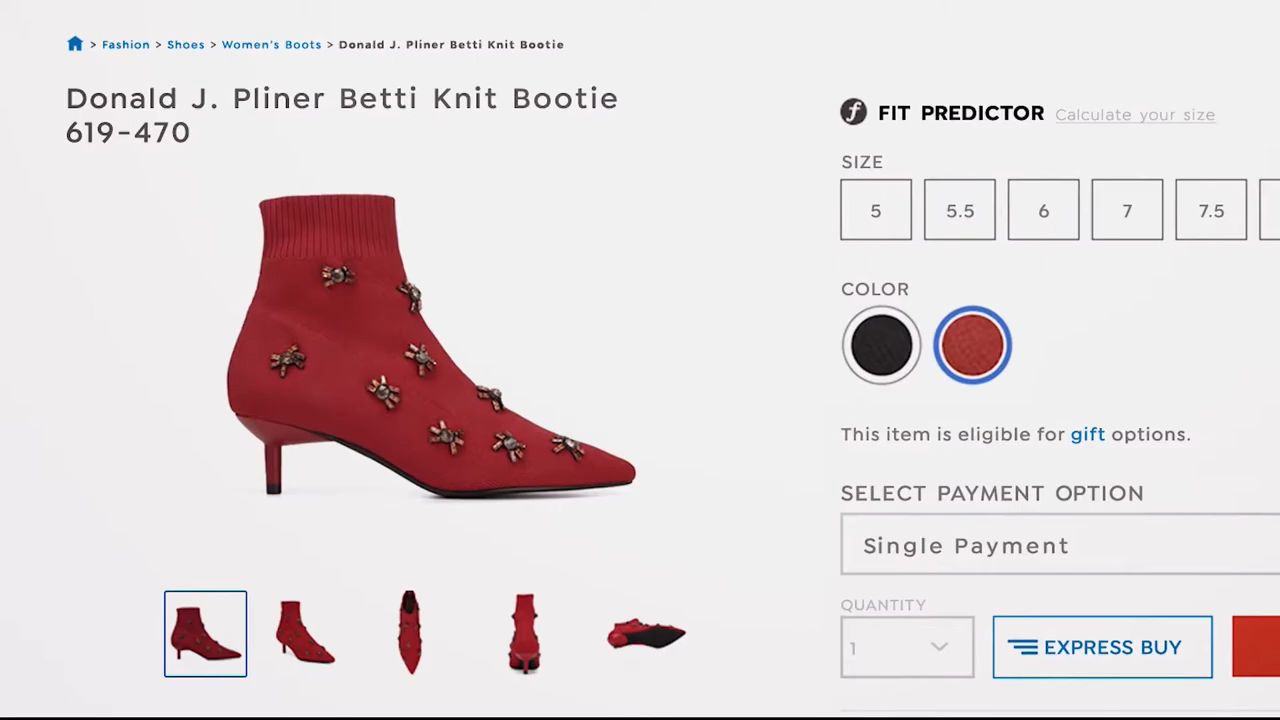 > Fashion > Shoes > Women's Boots > Donald J. Pliner Betti Knit Bootie
Donald J. Pliner Betti Knit Bootie
619-470
f FIT PREDICTOR Calculate your size
SIZE
5 5.5 6 7 7.5
COLOR
This item is eligible for gift options.
SELECT PAYMENT OPTION
Single Payment
QUANTITY
1
EXPRESS BUY